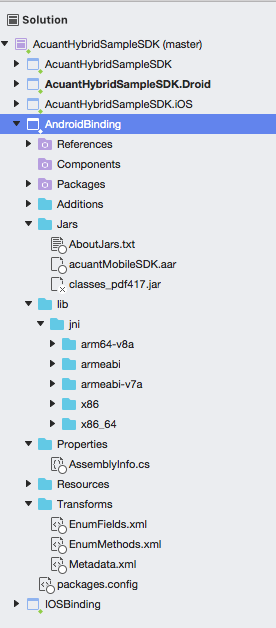 Solution
AcuantHybridSampleSDK (master)
AcuantHybridSampleSDK
AcuantHybridSampleSDK.Droid
AcuantHybridSampleSDK.iOS
AndroidBinding
References
Components
Packages
Additions
Jars
AboutJars.txt
acuantMobileSDK.aar
classes_pdf417.jar
lib
jni
arm64-v8a
armeabi
armeabi-v7a
x86
x86_64
Properties
AssemblyInfo.cs
Resources
Transforms
EnumFields.xml
EnumMethods.xml
Metadata.xml
packages.config
IOSBinding